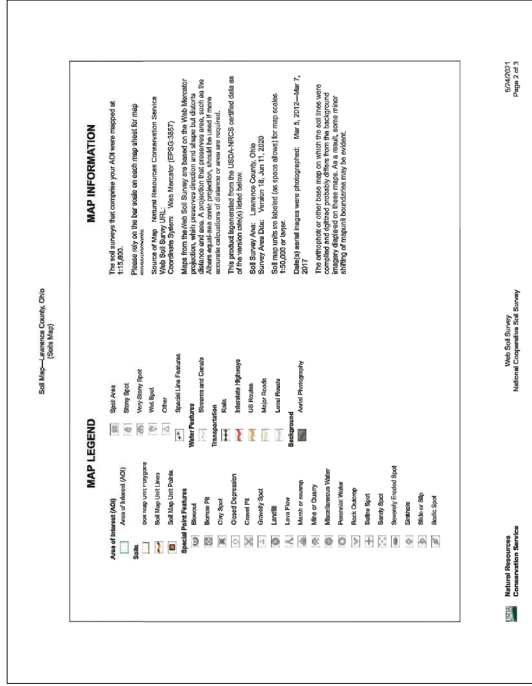 Soil Map—Lawrence County, Ohio
(Soils Map)
MAP LEGEND
Area of Interest (AOI)
Area of Interest (AOI)
Soils
Soil Map Unit Polygons
Soil Map Unit Lines
Soil Map Unit Points
Special Point Features
Blowout
Borrow Pit
Clay Spot
Closed Depression
Gravel Pit
Gravelly Spot
Landfill
Lava Flow
Marsh or swamp
Mine or Quarry
Miscellaneous Water
Perennial Water
Rock Outcrop
Saline Spot
Sandy Spot
Severely Eroded Spot
Sinkhole
Slide or Slip
Sodic Spot
Spoil Area
Stony Spot
Very Stony Spot
Wet Spot
Other
Special Line Features
Water Features
Streams and Canals
Transportation
Rails
Interstate Highways
US Routes
Major Roads
Local Roads
Background
Aerial Photography
MAP INFORMATION
The soil surveys that comprise your AOI were mapped at
1:15,800.
Please rely on the bar scale on each map sheet for map
Source of Map: Natural Resources Conservation Service
Web Soil Survey URL:
Coordinate System: Web Mercator (EPSG:3857)
Maps from the Web Soil Survey are based on the Web Mercator
projection, which preserves direction and shape but distorts
distance and area. A projection that preserves area, such as the
Albers equal-area conic projection, should be used if more
accurate calculations of distance or area are required.
This product is generated from the USDA-NRCS certified data as
of the version date(s) listed below.
Soil Survey Area: Lawrence County, Ohio
Survey Area Data: Version 18, Jun 11, 2020
Soil map units are labeled (as space allows) for map scales
1:50,000 or larger.
Date(s) aerial images were photographed: Mar 5, 2012—Mar 7,
2017
The orthophoto or other base map on which the soil lines were
compiled and digitized probably differs from the background
imagery displayed on these maps. As a result, some minor
shifting of map unit boundaries may be evident.
USDA
Natural Resources
Conservation Service
Web Soil Survey
National Cooperative Soil Survey
5/24/2021
Page 2 of 3